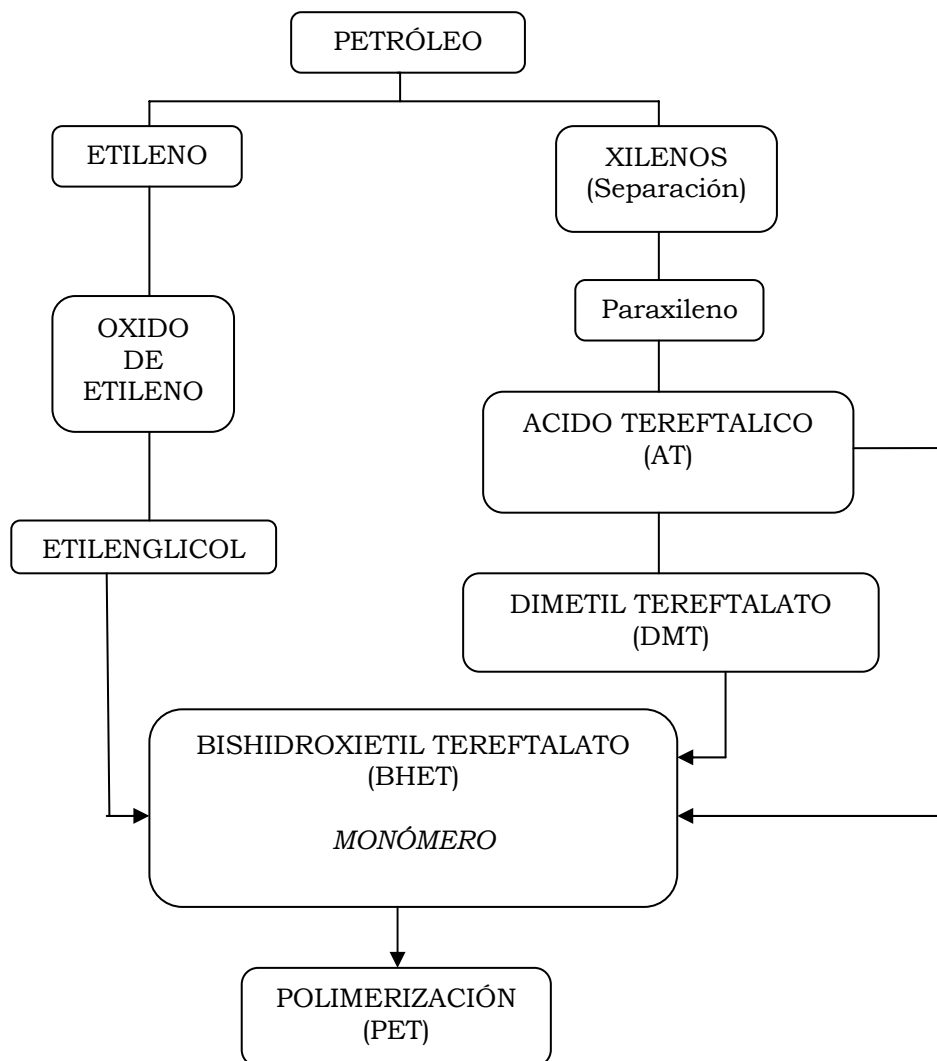 PETRÓLEO
ETILENO
XILENOS
(Separación)
OXIDO
DE
ETILENO
Paraxileno
ACIDO TEREFTALICO
(AT)
ETILENGLICOL
DIMETIL TEREFTALATO
(DMT)
BISHIDROXIETIL TEREFTALATO
(BHET)
MONÓMERO
POLIMERIZACIÓN
(PET)